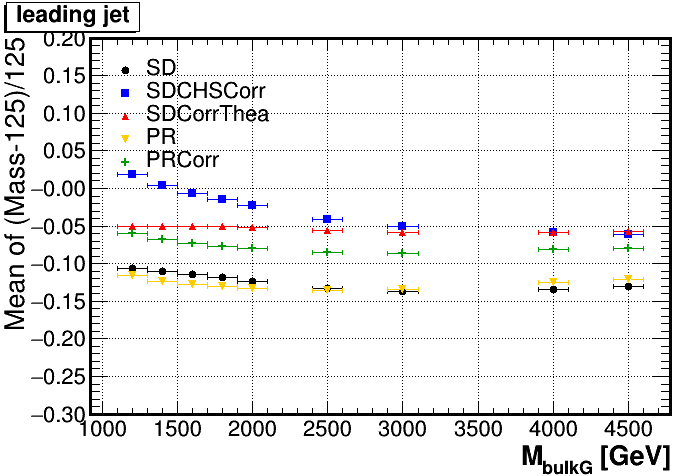 leading jet
Mean of (Mass-125)/125
0.20
0.15
0.10
0.05
−0.00
−0.05
−0.10
−0.15
−0.20
−0.25
−0.30
SD
SDCHSCorr
SDCorrThea
PR
PRCorr
1000 1500 2000 2500 3000 3500 4000 4500
M_bulkG [GeV]